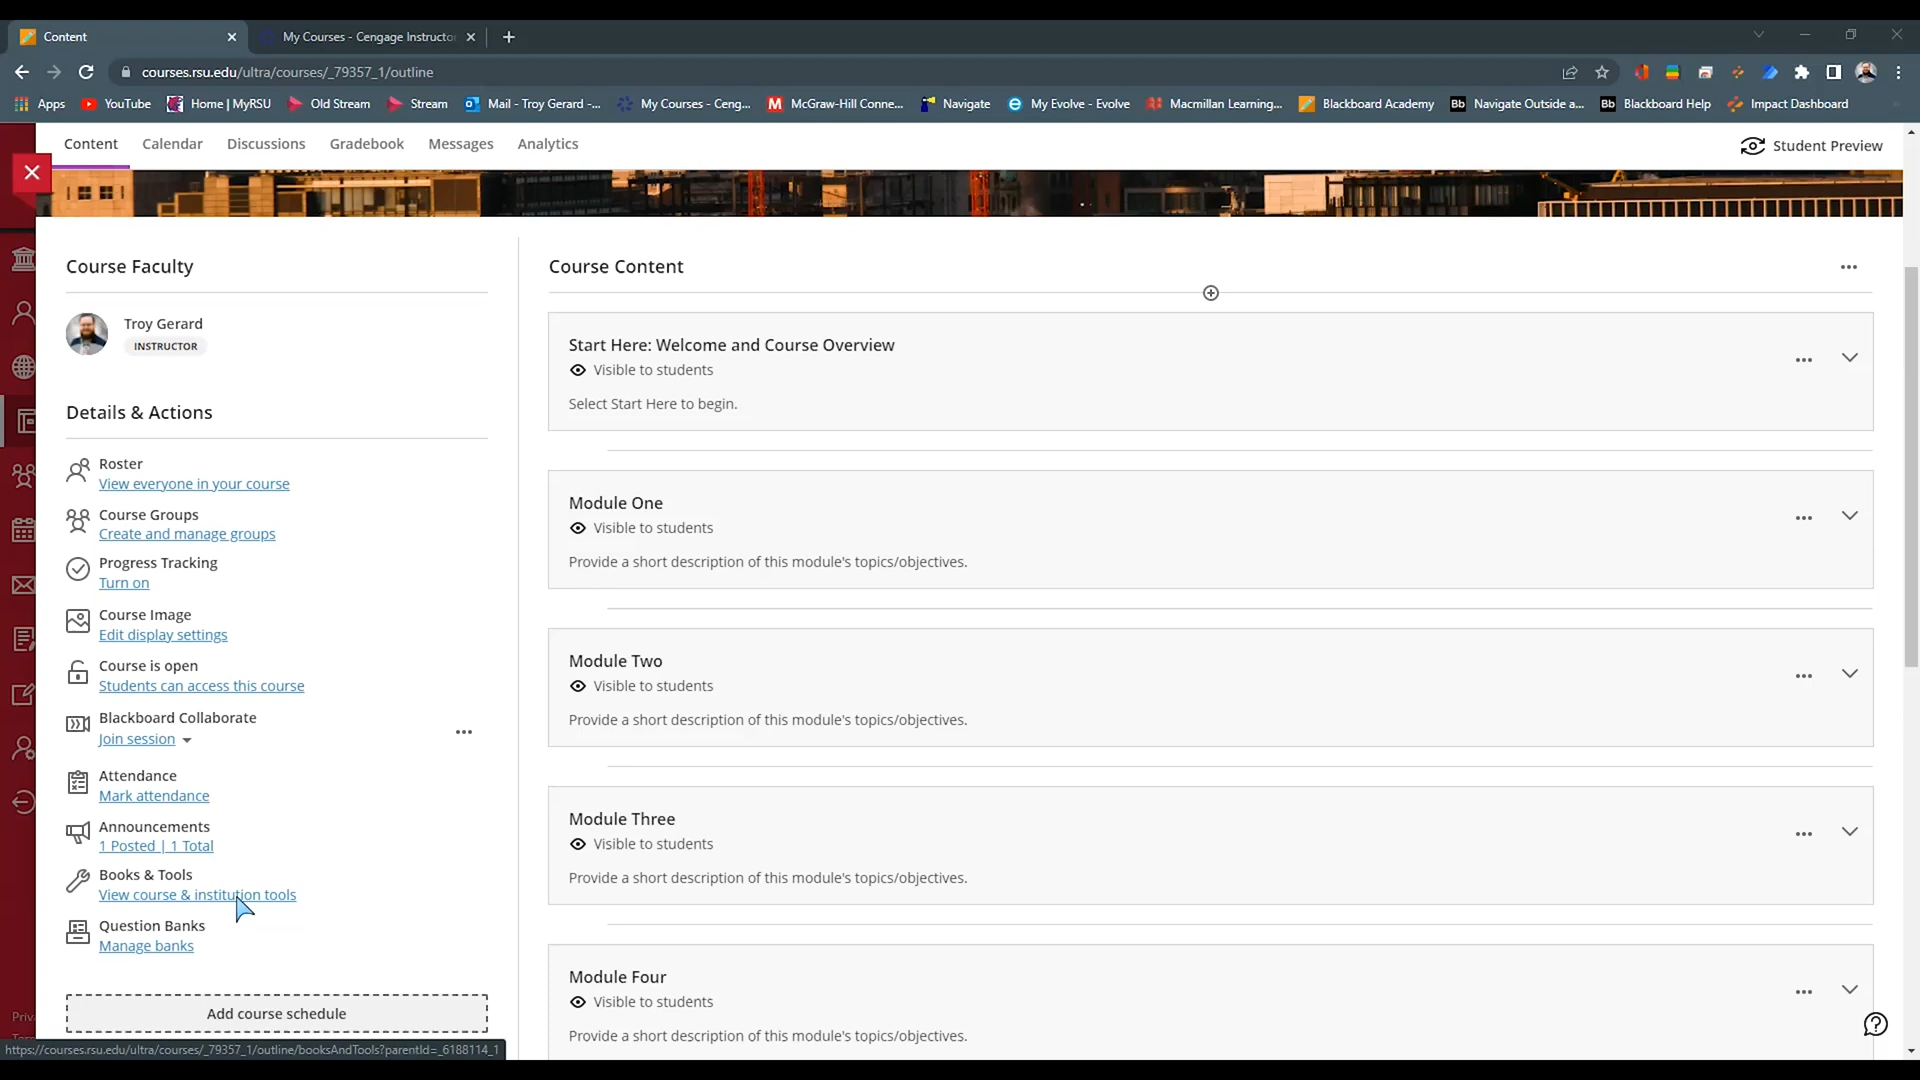 Content
My Courses - Cengage Instructo
courses.rsu.edu/ultra/courses/_79357_1/outline
Apps
YouTube
Home | MyRSU
Old Stream
Stream
Mail - Troy Gerard -...
My Courses - Ceng...
McGraw-Hill Conne...
Navigate
My Evolve - Evolve
Macmillan Learning...
Blackboard Academy
Bb Navigate Outside a...
Bb Blackboard Help
Impact Dashboard
Content
Calendar
Discussions
Gradebook
Messages
Analytics
Student Preview
Course Faculty
Troy Gerard
INSTRUCTOR
Details & Actions
Roster
View everyone in your course
Course Groups
Create and manage groups
Progress Tracking
Turn on
Course Image
Edit display settings
Course is open
Students can access this course
Blackboard Collaborate
Join session
Attendance
Mark attendance
Announcements
1 Posted | 1 Total
Books & Tools
View course & institution tools
Question Banks
Manage banks
Add course schedule
Course Content
Start Here: Welcome and Course Overview
Visible to students
Select Start Here to begin.
Module One
Visible to students
Provide a short description of this module's topics/objectives.
Module Two
Visible to students
Provide a short description of this module's topics/objectives.
Module Three
Visible to students
Provide a short description of this module's topics/objectives.
Module Four
Visible to students
Provide a short description of this module's topics/objectives.
Priv
https://courses.rsu.edu/ultra/courses/_79357_1/outline/booksAndTools?parentId=_6188114_1